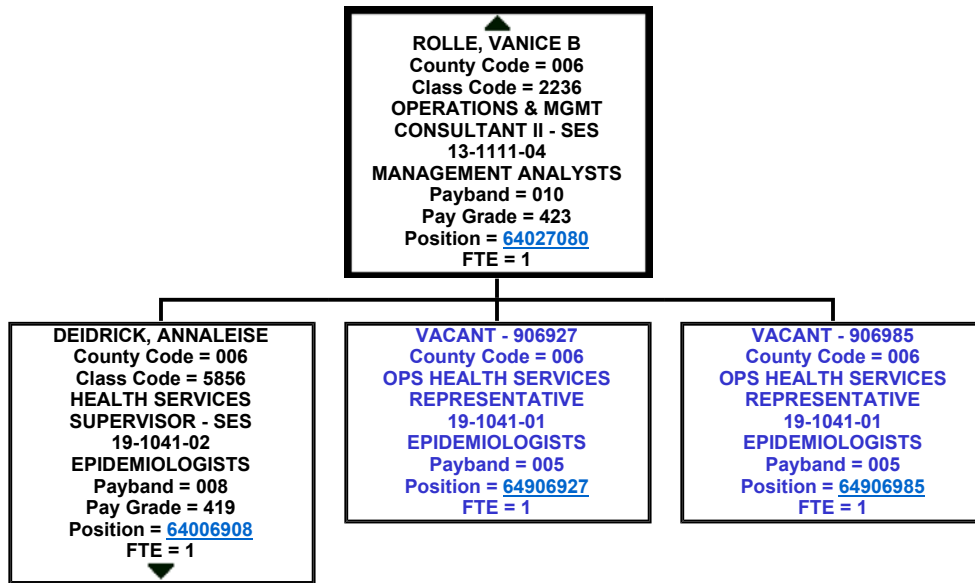 ROLLE, VANICE B
County Code = 006
Class Code = 2236
OPERATIONS & MGMT
CONSULTANT II - SES
13-1111-04
MANAGEMENT ANALYSTS
Payband = 010
Pay Grade = 423
Position = 64027080
FTE = 1
DEIDRICK, ANNALEISE
County Code = 006
Class Code = 5856
HEALTH SERVICES
SUPERVISOR - SES
19-1041-02
EPIDEMIOLOGISTS
Payband = 008
Pay Grade = 419
Position = 64006908
FTE = 1
VACANT - 906927
County Code = 006
OPS HEALTH SERVICES
REPRESENTATIVE
19-1041-01
EPIDEMIOLOGISTS
Payband = 005
Position = 64906927
FTE = 1
VACANT - 906985
County Code = 006
OPS HEALTH SERVICES
REPRESENTATIVE
19-1041-01
EPIDEMIOLOGISTS
Payband = 005
Position = 64906985
FTE = 1